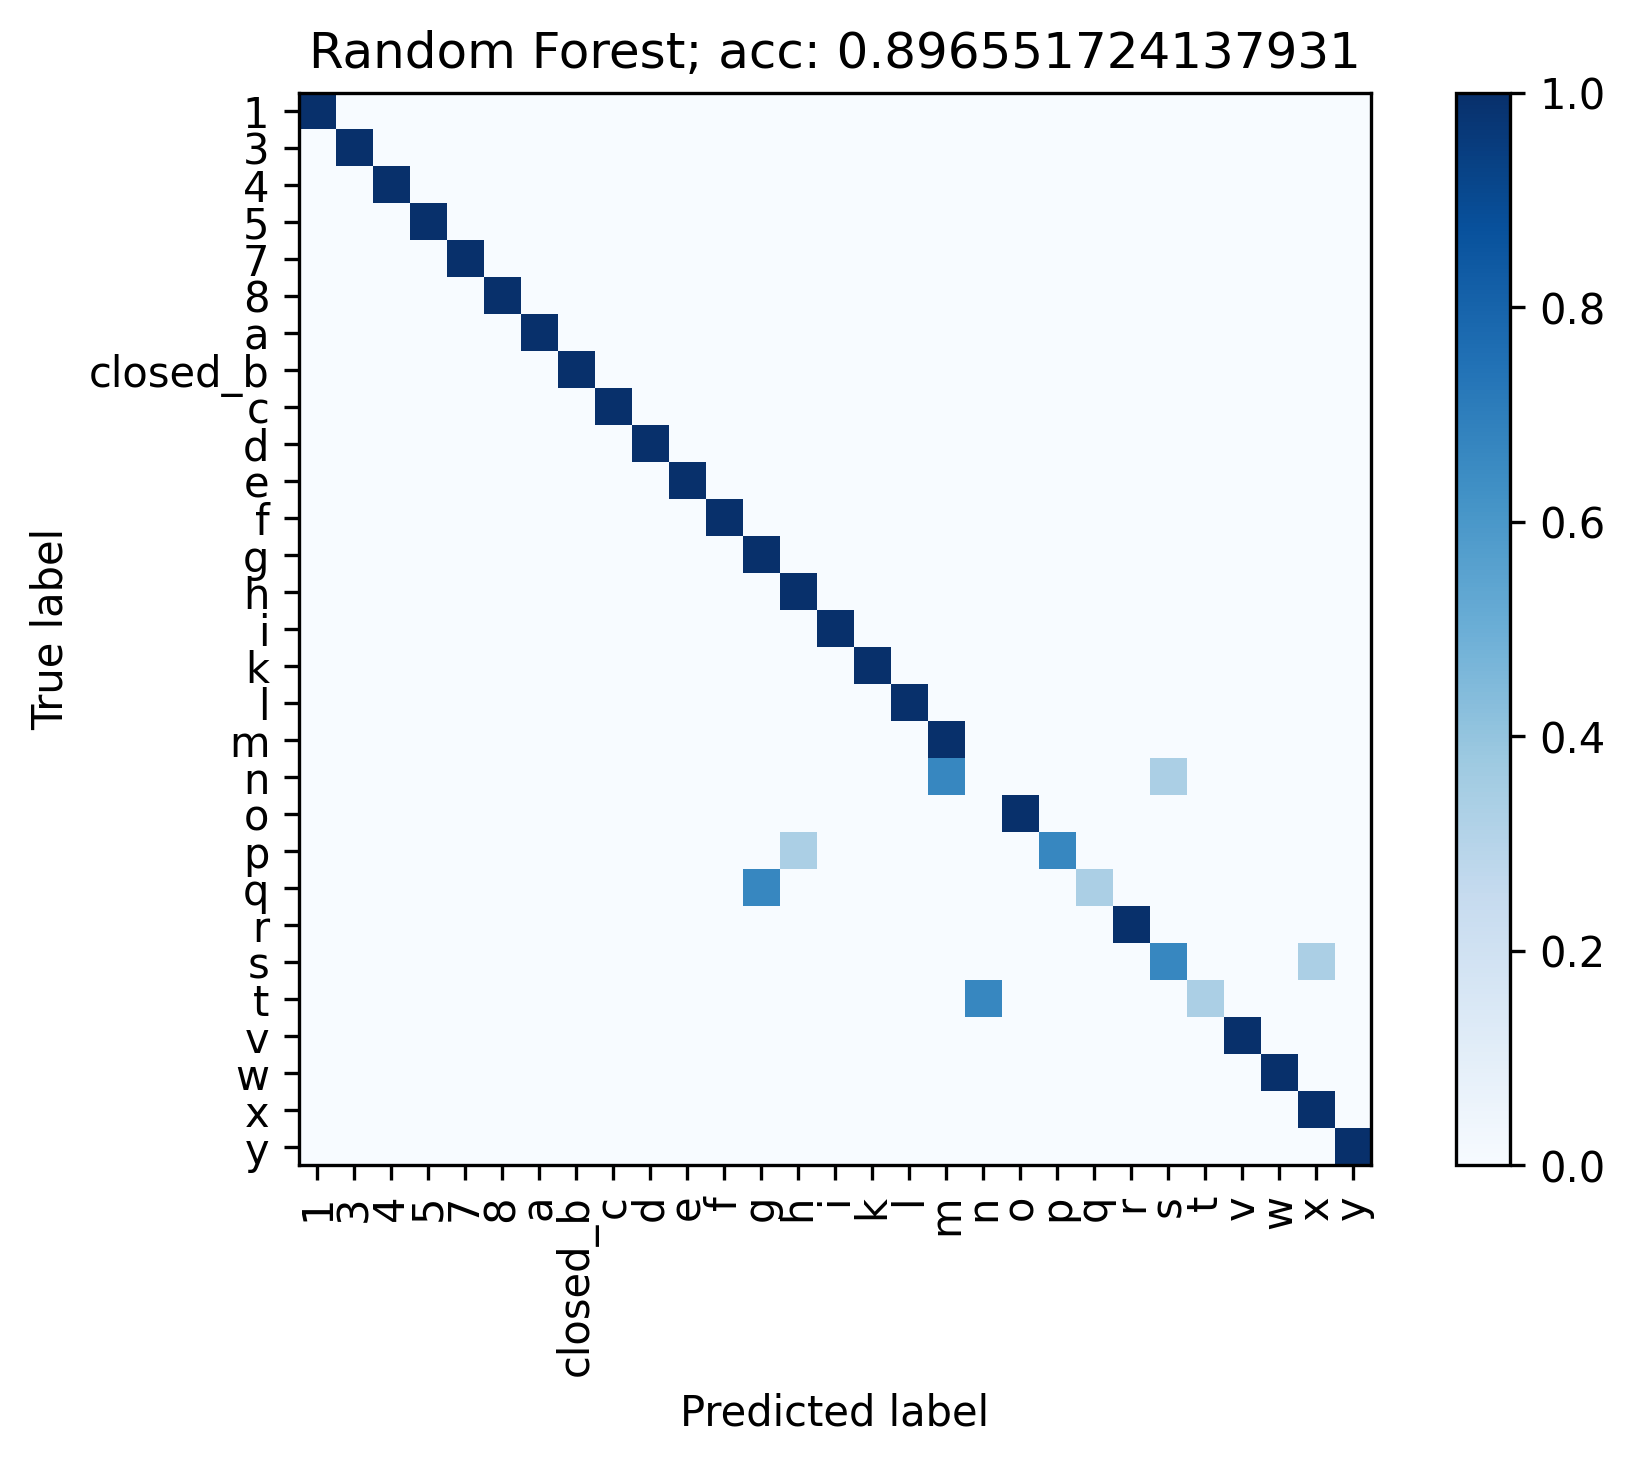 Random Forest; acc: 0.896551724137931
True label
1
3
4
5
7
8
a
closed_b
c
d
e
f
g
h
i
k
l
m
n
o
p
q
r
s
t
v
w
x
y
1 3 4 5 7 8 a closed_b c d e f g h i k l m n o p q r s t v w x y
Predicted label
1.0
0.8
0.6
0.4
0.2
0.0